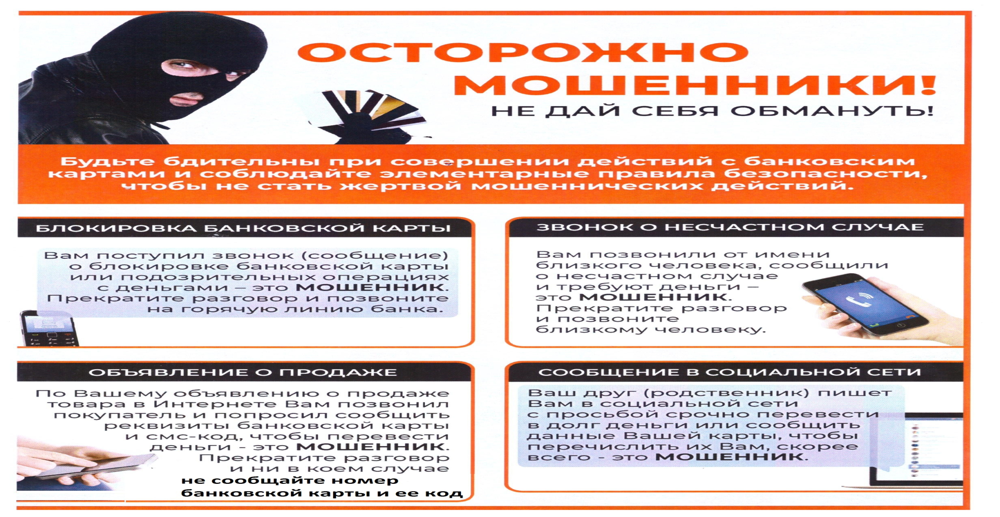 ОСТОРОЖНО
МОШЕННИКИ!
НЕ ДАЙ СЕБЯ ОБМАНУТЬ!
Будьте бдительны при совершении действий с банковским
картами и соблюдайте элементарные правила безопасности,
чтобы не стать жертвой мошеннических действий.
БЛОКИРОВКА БАНКОВСКОЙ КАРТЫ
Вам поступил звонок (сообщение)
о блокировке банковской карты
или подозрительных операциях
с деньгами – это МОШЕННИК.
Прекратите разговор и позвоните
на горячую линию банка.
ЗВОНОК О НЕСЧАСТНОМ СЛУЧАЕ
Вам позвонили от имени
близкого человека, сообщили
о несчастном случае
и требуют деньги –
это МОШЕННИК.
Прекратите разговор
и позвоните
близкому человеку.
ОБЪЯВЛЕНИЕ О ПРОДАЖЕ
По Вашему объявлению о продаже
товара в Интернете Вам позвонил
покупатель и попросил сообщить
реквизиты банковской карты
и смс-код, чтобы перевести
деньги - это МОШЕННИК.
Прекратите разговор
и ни в коем случае
не сообщайте номер
банковской карты и ее код
СООБЩЕНИЕ В СОЦИАЛЬНОЙ СЕТИ
Ваш друг (родственник) пишет
Вам в социальной сети
с просьбой срочно перевести
в долг деньги или сообщить
данные Вашей карты, чтобы
перечислить их Вам, скорее
всего - это МОШЕННИК.